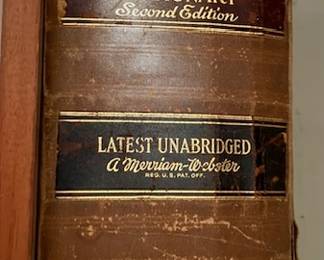 Second Edition
LATEST UNABRIDGED
A Merriam-Webster
REG. U.S. PAT. OFF.